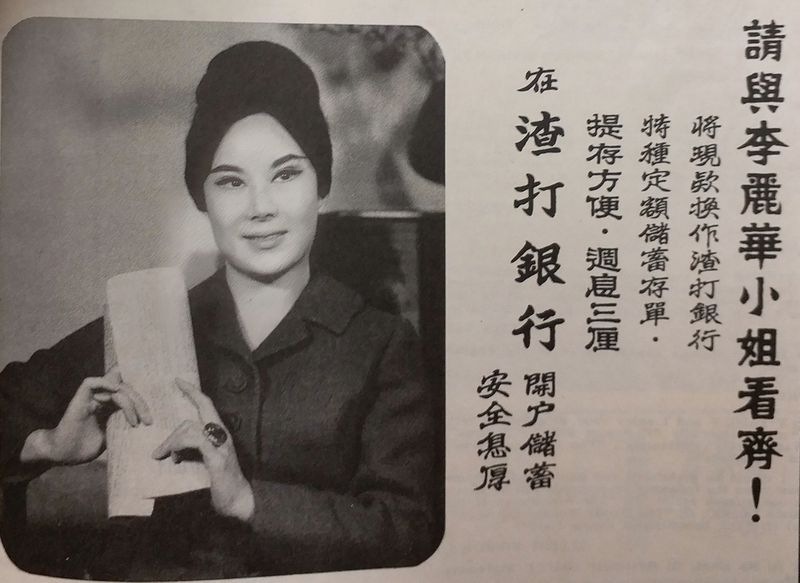 請與李麗華小姐看齊！
將現欵換作渣打銀行
特種定額儲蓄存單．
提存方便．週息三厘
在渣打銀行
開户儲蓄
安全息厚